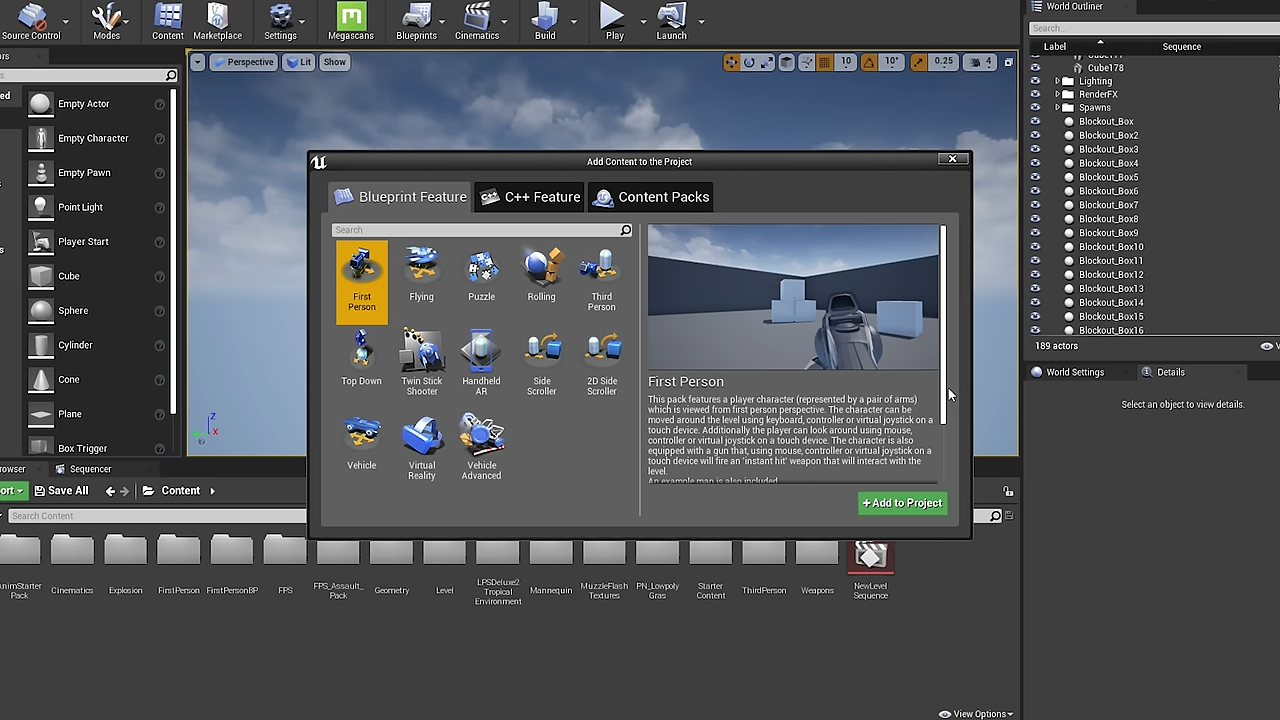 Source Control
Modes
Content
Marketplace
Settings
Megascans
Blueprints
Cinematics
Build
Play
Launch
World Outliner
Search...
Label
Sequence
Cube178
Lighting
RenderFX
Spawns
Blockout_Box
Blockout_Box2
Blockout_Box3
Blockout_Box4
Blockout_Box5
Blockout_Box6
Blockout_Box7
Blockout_Box8
Blockout_Box9
Blockout_Box10
Blockout_Box11
Blockout_Box12
Blockout_Box13
Blockout_Box14
Blockout_Box15
Blockout_Box16
189 actors
World Settings
Details
Select an object to view details.
Perspective
Lit
Show
10
10°
0.25
4
Empty Actor
Empty Character
Empty Pawn
Point Light
Player Start
Cube
Sphere
Cylinder
Cone
Plane
Box Trigger
Z
X
Add Content to the Project
Blueprint Feature
C++ Feature
Content Packs
Search
First
Person
Flying
Puzzle
Rolling
Third
Person
Top Down
Twin Stick
Shooter
Handheld
AR
Side
Scroller
2D Side
Scroller
Vehicle
Virtual
Reality
Vehicle
Advanced
First Person
This pack features a player character (represented by a pair of arms)
which is viewed from first person perspective. The character can be
moved around the level using keyboard, controller or virtual joystick on a
touch device. Additionally the player can look around using mouse,
controller or virtual joystick on a touch device. The character is also
equipped with a gun that, using mouse, controller or virtual joystick on a
touch device will fire an 'instant hit' weapon that will interact with the
level.
An example map is also included
+Add to Project
Sequencer
Save All
Content
Search Content
AnimStarter
Pack
Cinematics
Explosion
FirstPerson
FirstPersonBP
FPS
FPS_Assault_
Pack
Geometry
Level
LPSDeluxe2
Tropical
Environment
Mannequin
MuzzleFlash
Textures
PN_Lowpoly
Gras
Starter
Content
ThirdPerson
Weapons
NewLevel
Sequence
View Options